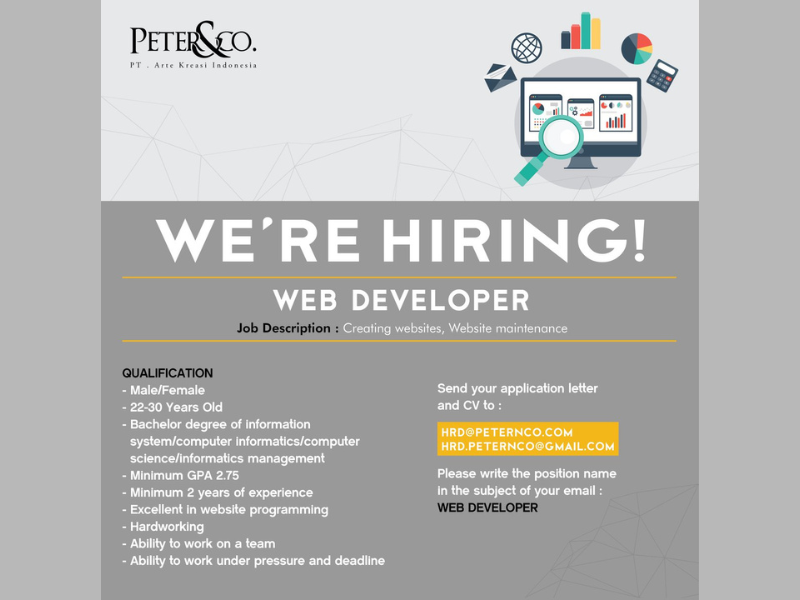 PETER&CO.
PT . Arte Kreasi Indonesia
WE'RE HIRING!
WEB DEVELOPER
Job Description : Creating websites, Website maintenance
QUALIFICATION
- Male/Female
- 22-30 Years Old
- Bachelor degree of information
system/computer informatics/computer
science/informatics management
- Minimum GPA 2.75
- Minimum 2 years of experience
- Excellent in website programming
- Hardworking
- Ability to work on a team
- Ability to work under pressure and deadline
Send your application letter
and CV to :
HRD@PETERNCO.COM
HRD.PETERNCO@GMAIL.COM
Please write the position name
in the subject of your email :
WEB DEVELOPER